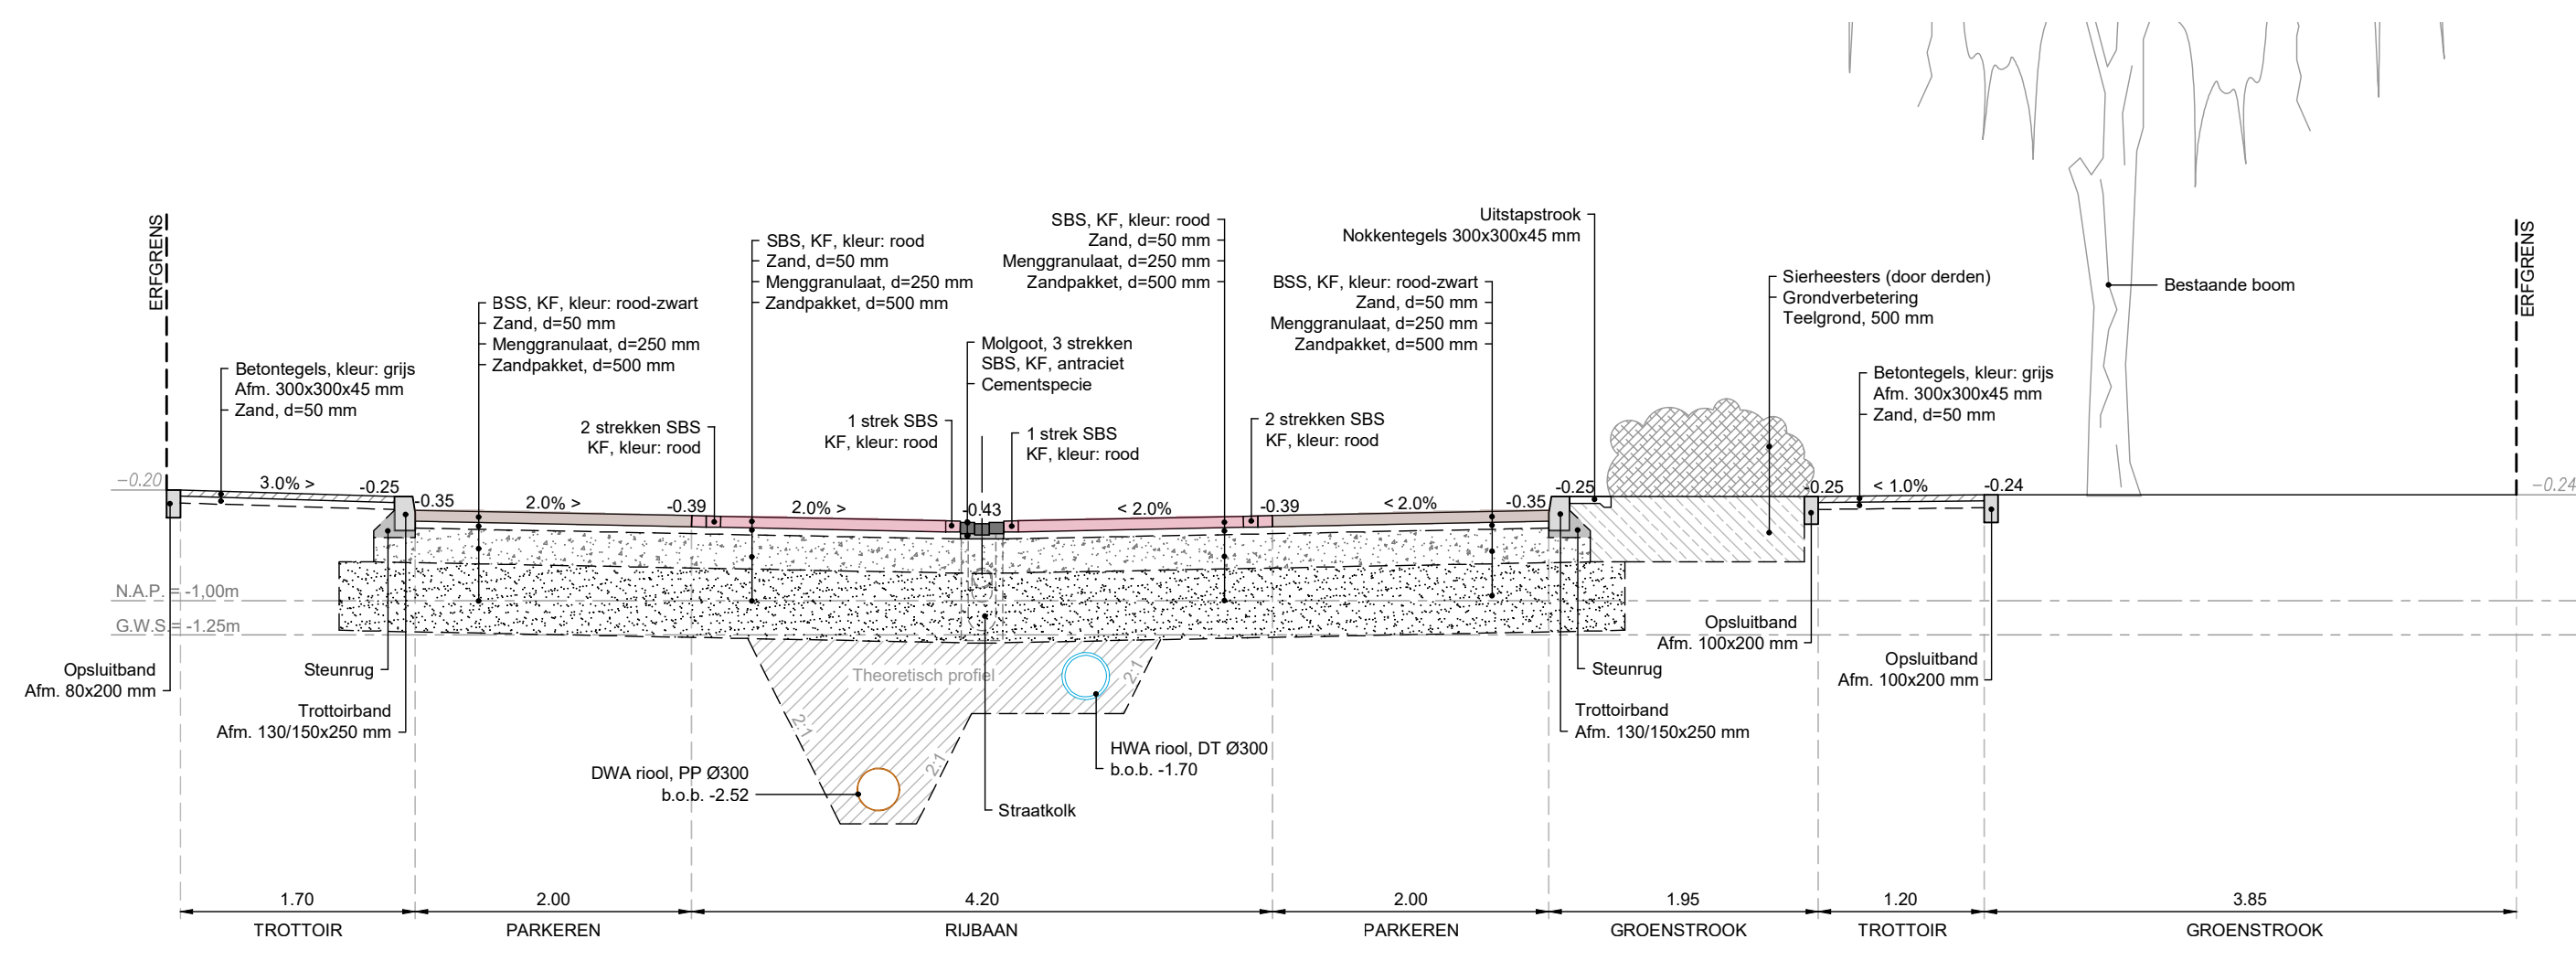 ERFGRENS
SBS, KF, kleur: rood
Zand, d=50 mm
Menggranulaat, d=250 mm
Zandpakket, d=500 mm
SBS, KF, kleur: rood
Zand, d=50 mm
Menggranulaat, d=250 mm
Zandpakket, d=500 mm
Uitstapstrook
Nokkentegels 300x300x45 mm
ERFGRENS
BSS, KF, kleur: rood-zwart
Zand, d=50 mm
Menggranulaat, d=250 mm
Zandpakket, d=500 mm
BSS, KF, kleur: rood-zwart
Zand, d=50 mm
Menggranulaat, d=250 mm
Zandpakket, d=500 mm
Sierheesters (door derden)
Grondverbetering
Teelgrond, 500 mm
Bestaande boom
Betontegels, kleur: grijs
Afm. 300x300x45 mm
Zand, d=50 mm
Molgoot, 3 strekken
SBS, KF, antraciet
Cementspecie
Betontegels, kleur: grijs
Afm. 300x300x45 mm
Zand, d=50 mm
2 strekken SBS
KF, kleur: rood
1 strek SBS
KF, kleur: rood
1 strek SBS
KF, kleur: rood
2 strekken SBS
KF, kleur: rood
-0.20
3.0% >
-0.25
-0.35
2.0% >
-0.39
2.0% >
-0.43
< 2.0%
-0.39
< 2.0%
-0.35
-0.25
-0.25
< 1.0%
-0.24
-0.24
N.A.P. = -1,00m
G.W.S.= -1.25m
Opsluitband
Afm. 80x200 mm
Steunrug
Trottoirband
Afm. 130/150x250 mm
Theoretisch profiel
2:1
2:1
2:1
DWA riool, PP Ø300
b.o.b. -2.52
HWA riool, DT Ø300
b.o.b. -1.70
Straatkolk
Steunrug
Trottoirband
Afm. 130/150x250 mm
Opsluitband
Afm. 100x200 mm
Opsluitband
Afm. 100x200 mm
1.70
2.00
4.20
2.00
1.95
1.20
3.85
TROTTOIR
PARKEREN
RIJBAAN
PARKEREN
GROENSTROOK
TROTTOIR
GROENSTROOK